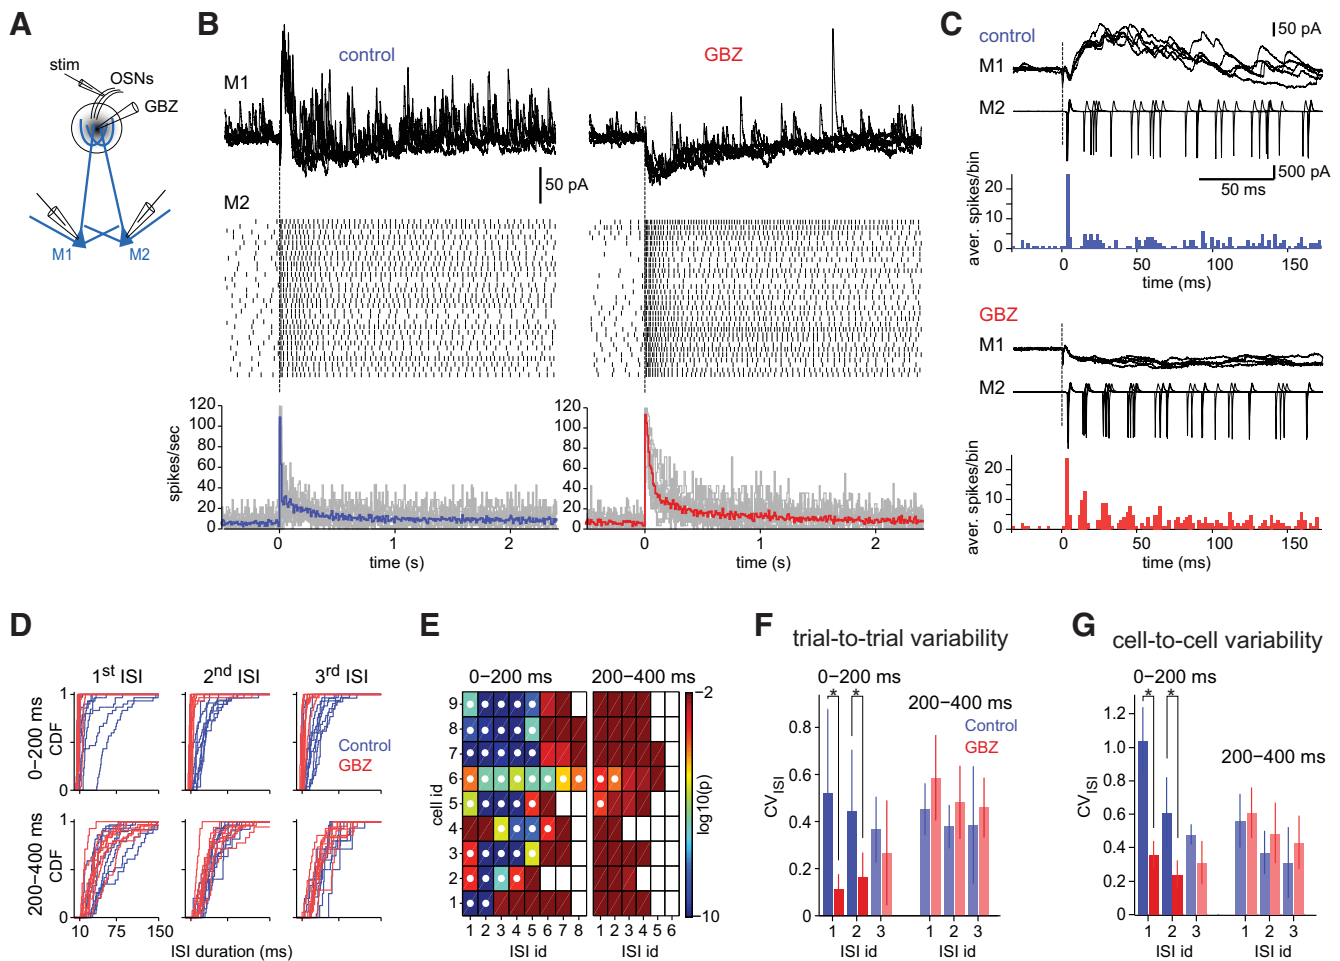 A
stim
OSNs
GBZ
M1
M2
B
control
GBZ
M1
50 pA
M2
spikes/sec
120
100
80
60
40
20
0
0
1
2
time (s)
120
100
80
60
40
20
0
0
1
2
time (s)
C
control
50 pA
M1
M2
500 pA
50 ms
aver. spikes/bin
20
10
0
0
50
100
150
time (ms)
GBZ
M1
M2
aver. spikes/bin
20
10
0
0
50
100
150
time (ms)
D
1st ISI
2nd ISI
3rd ISI
0−200 ms
CDF
1
0
Control
GBZ
200−400 ms
CDF
1
0
10
75
150
ISI duration (ms)
E
0−200 ms
200−400 ms
cell id
9
8
7
6
5
4
3
2
1
1 2 3 4 5 6 7 8
1 2 3 4 5 6
ISI id
ISI id
−2
log10(p)
−10
F
trial-to-trial variability
0−200 ms
200−400 ms
Control
GBZ
* *
CVISI
0.8
0.6
0.4
0.2
0
1 2 3
1 2 3
ISI id
ISI id
G
cell-to-cell variability
0−200 ms
200−400 ms
* *
CVISI
1.2
1
0.8
0.6
0.4
0.2
0
1 2 3
1 2 3
ISI id
ISI id